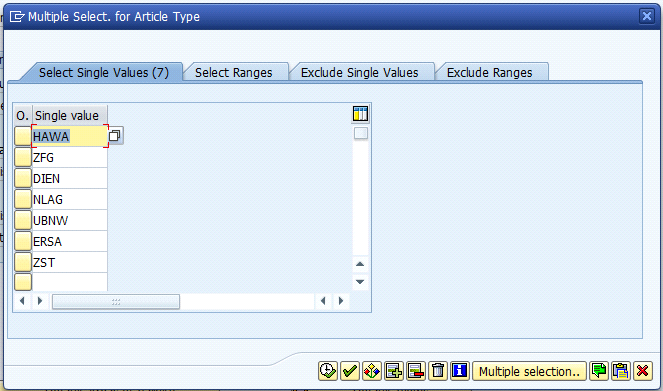 Multiple Select. for Article Type
Select Single Values (7) Select Ranges Exclude Single Values Exclude Ranges
O. Single value
HAWA
ZFG
DIEN
NLAG
UBNW
ERSA
ZST
Multiple selection..